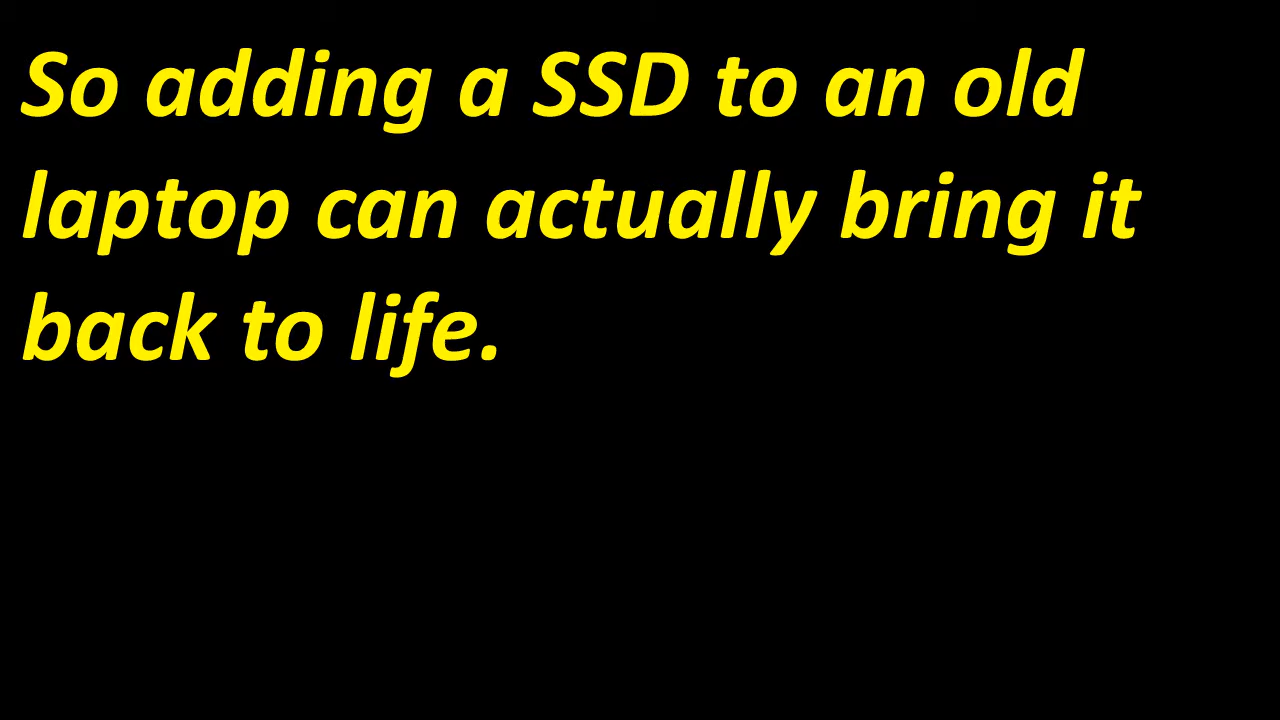 So adding a SSD to an old
laptop can actually bring it
back to life.